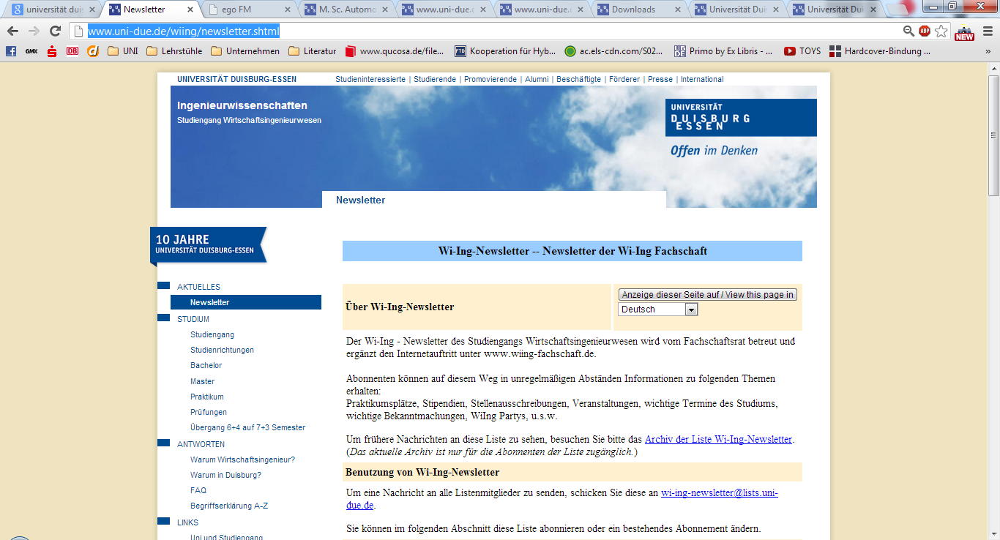 universität duis
Newsletter
ego FM
M. Sc. Automo
www.uni-due.d
www.uni-due.d
Downloads
Universität Duis
Universität Dui
www.uni-due.de/wiing/newsletter.shtml
ABP
NEW
GMX
DB
UNI
Lehrstühle
Unternehmen
Literatur
www.qucosa.de/file...
FTD
Kooperation für Hyb...
ac.els-cdn.com/S02...
Primo by Ex Libris - ...
TOYS
Hardcover-Bindung ...
»
UNIVERSITÄT DUISBURG-ESSEN
Studieninteressierte | Studierende | Promovierende | Alumni | Beschäftigte | Förderer | Presse | International
Ingenieurwissenschaften
Studiengang Wirtschaftsingenieurwesen
UNIVERSITÄT
DUISBURG
ESSEN
Offen im Denken
Newsletter
10 JAHRE
UNIVERSITÄT DUISBURG-ESSEN
AKTUELLES
Newsletter
STUDIUM
Studiengang
Studienrichtungen
Bachelor
Master
Praktikum
Prüfungen
Übergang 6+4 auf 7+3 Semester
ANTWORTEN
Warum Wirtschaftsingenieur?
Warum in Duisburg?
FAQ
Begriffserklärung A-Z
LINKS
Uni und Studiengang
Wi-Ing-Newsletter -- Newsletter der Wi-Ing Fachschaft
Über Wi-Ing-Newsletter
Anzeige dieser Seite auf / View this page in
Deutsch
Der Wi-Ing - Newsletter des Studiengangs Wirtschaftsingenieurwesen wird vom Fachschaftsrat betreut und
ergänzt den Internetauftritt unter www.wiing-fachschaft.de.
Abonnenten können auf diesem Weg in unregelmäßigen Abständen Informationen zu folgenden Themen
erhalten:
Praktikumsplätze, Stipendien, Stellenausschreibungen, Veranstaltungen, wichtige Termine des Studiums,
wichtige Bekanntmachungen, WiIng Partys, u.s.w.
Um frühere Nachrichten an diese Liste zu sehen, besuchen Sie bitte das Archiv der Liste Wi-Ing-Newsletter.
(Das aktuelle Archiv ist nur für die Abonnenten der Liste zugänglich.)
Benutzung von Wi-Ing-Newsletter
Um eine Nachricht an alle Listenmitglieder zu senden, schicken Sie diese an wi-ing-newsletter@lists.uni-
due.de.
Sie können im folgenden Abschnitt diese Liste abonnieren oder ein bestehendes Abonnement ändern.